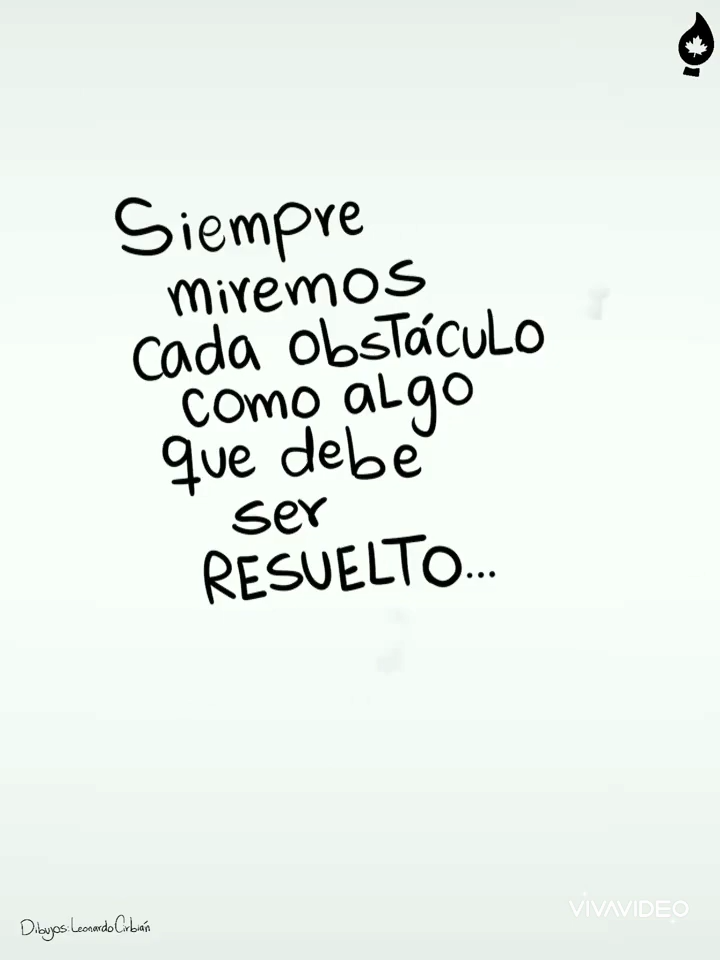 Siempre
miremos
cada obstáculo
como algo
que debe
ser
RESUELTO...
VIVAVIDEO
Dibujos: Leonardo Cirbián